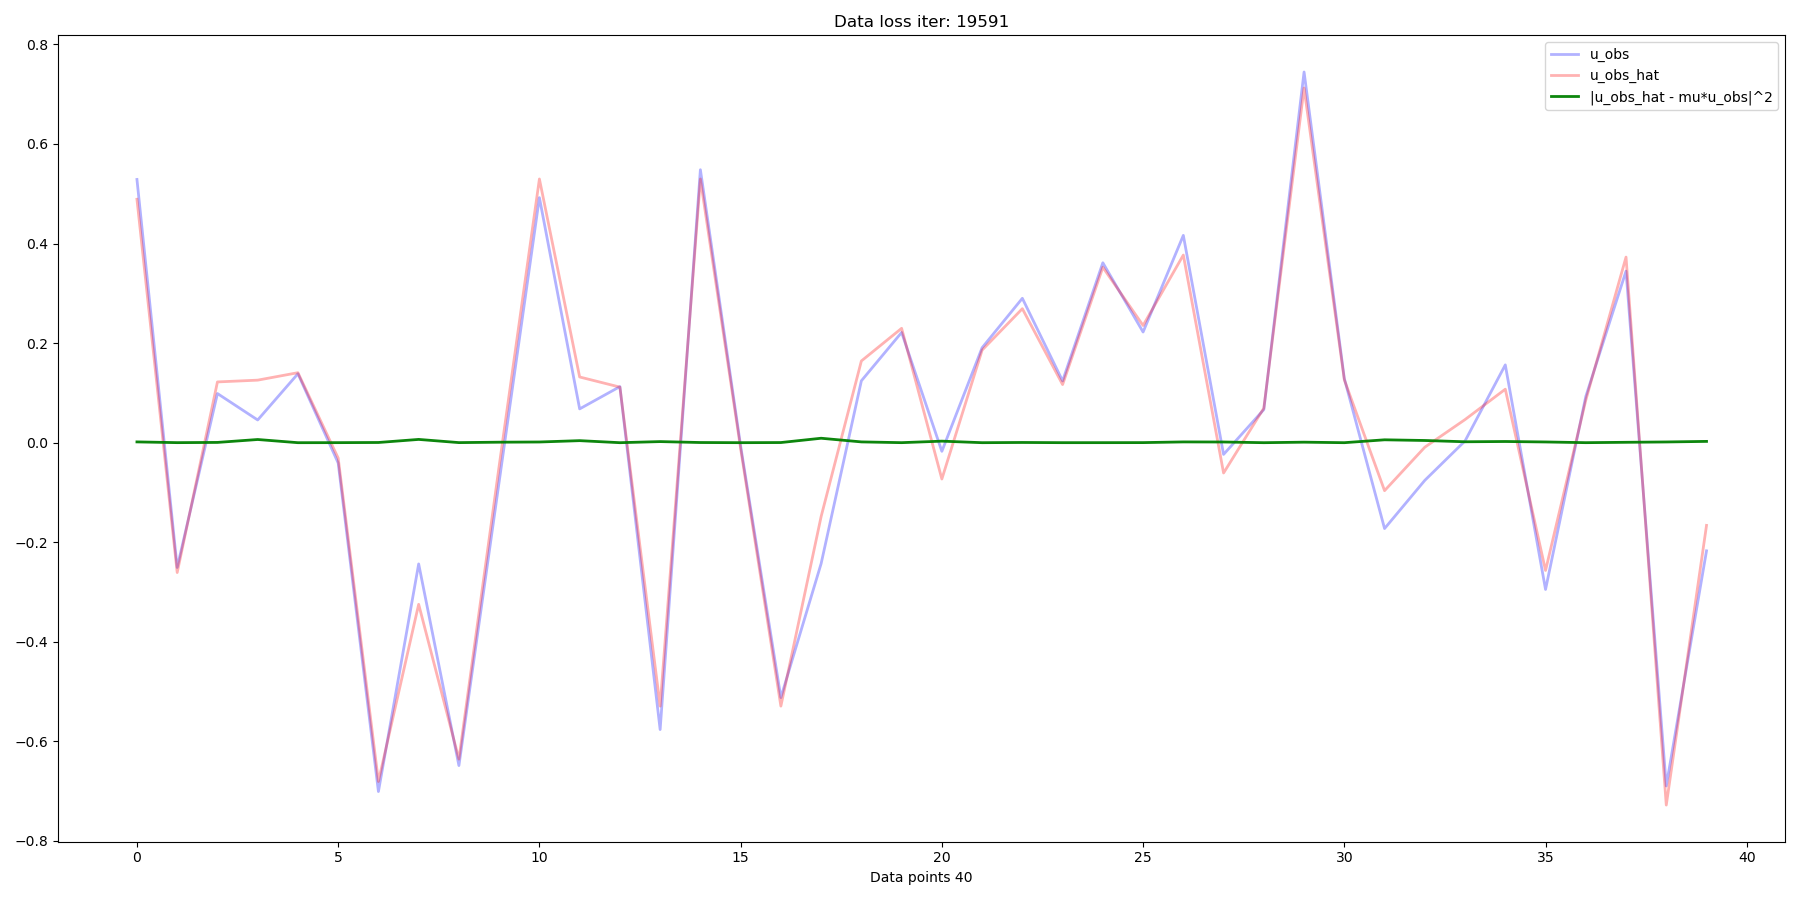 Data loss iter: 19591
u_obs
u_obs_hat
|u_obs_hat - mu*u_obs|^2
0.8
0.6
0.4
0.2
0.0
−0.2
−0.4
−0.6
−0.8
0 5 10 15 20 25 30 35 40
Data points 40